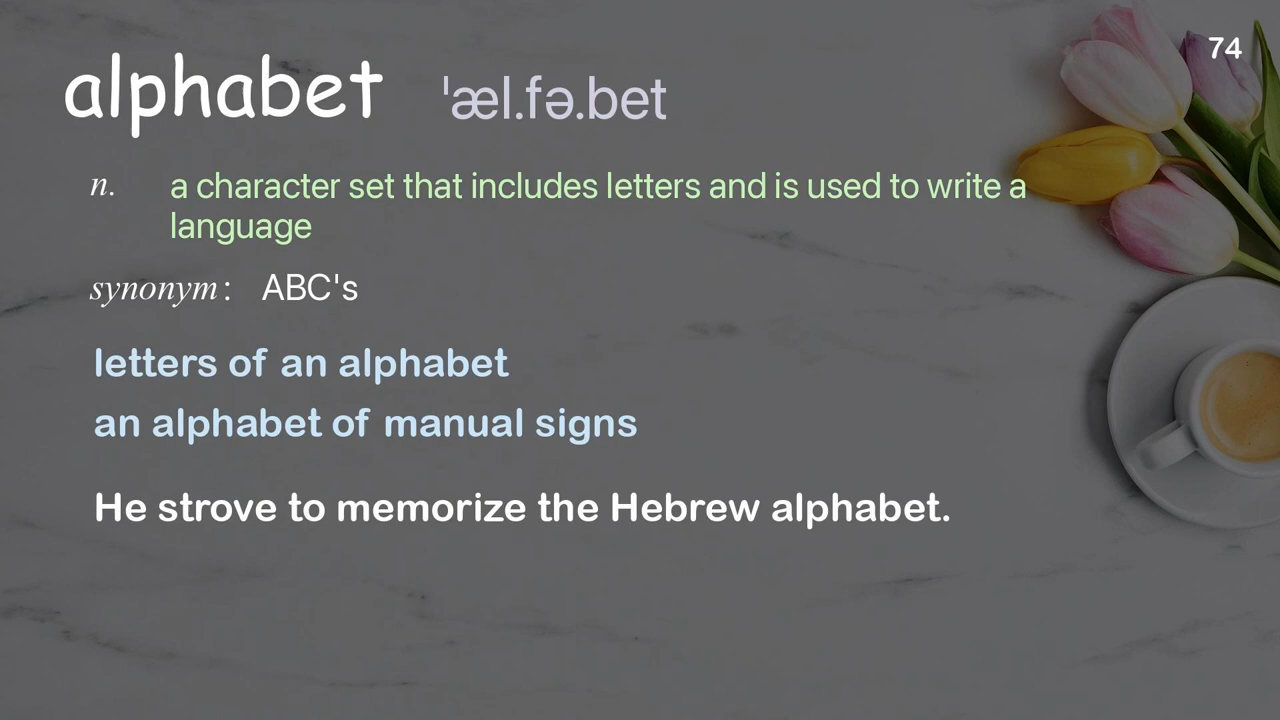 74
alphabet ˈæl.fə.bet
n. a character set that includes letters and is used to write a
language
synonym: ABC's
letters of an alphabet
an alphabet of manual signs
He strove to memorize the Hebrew alphabet.